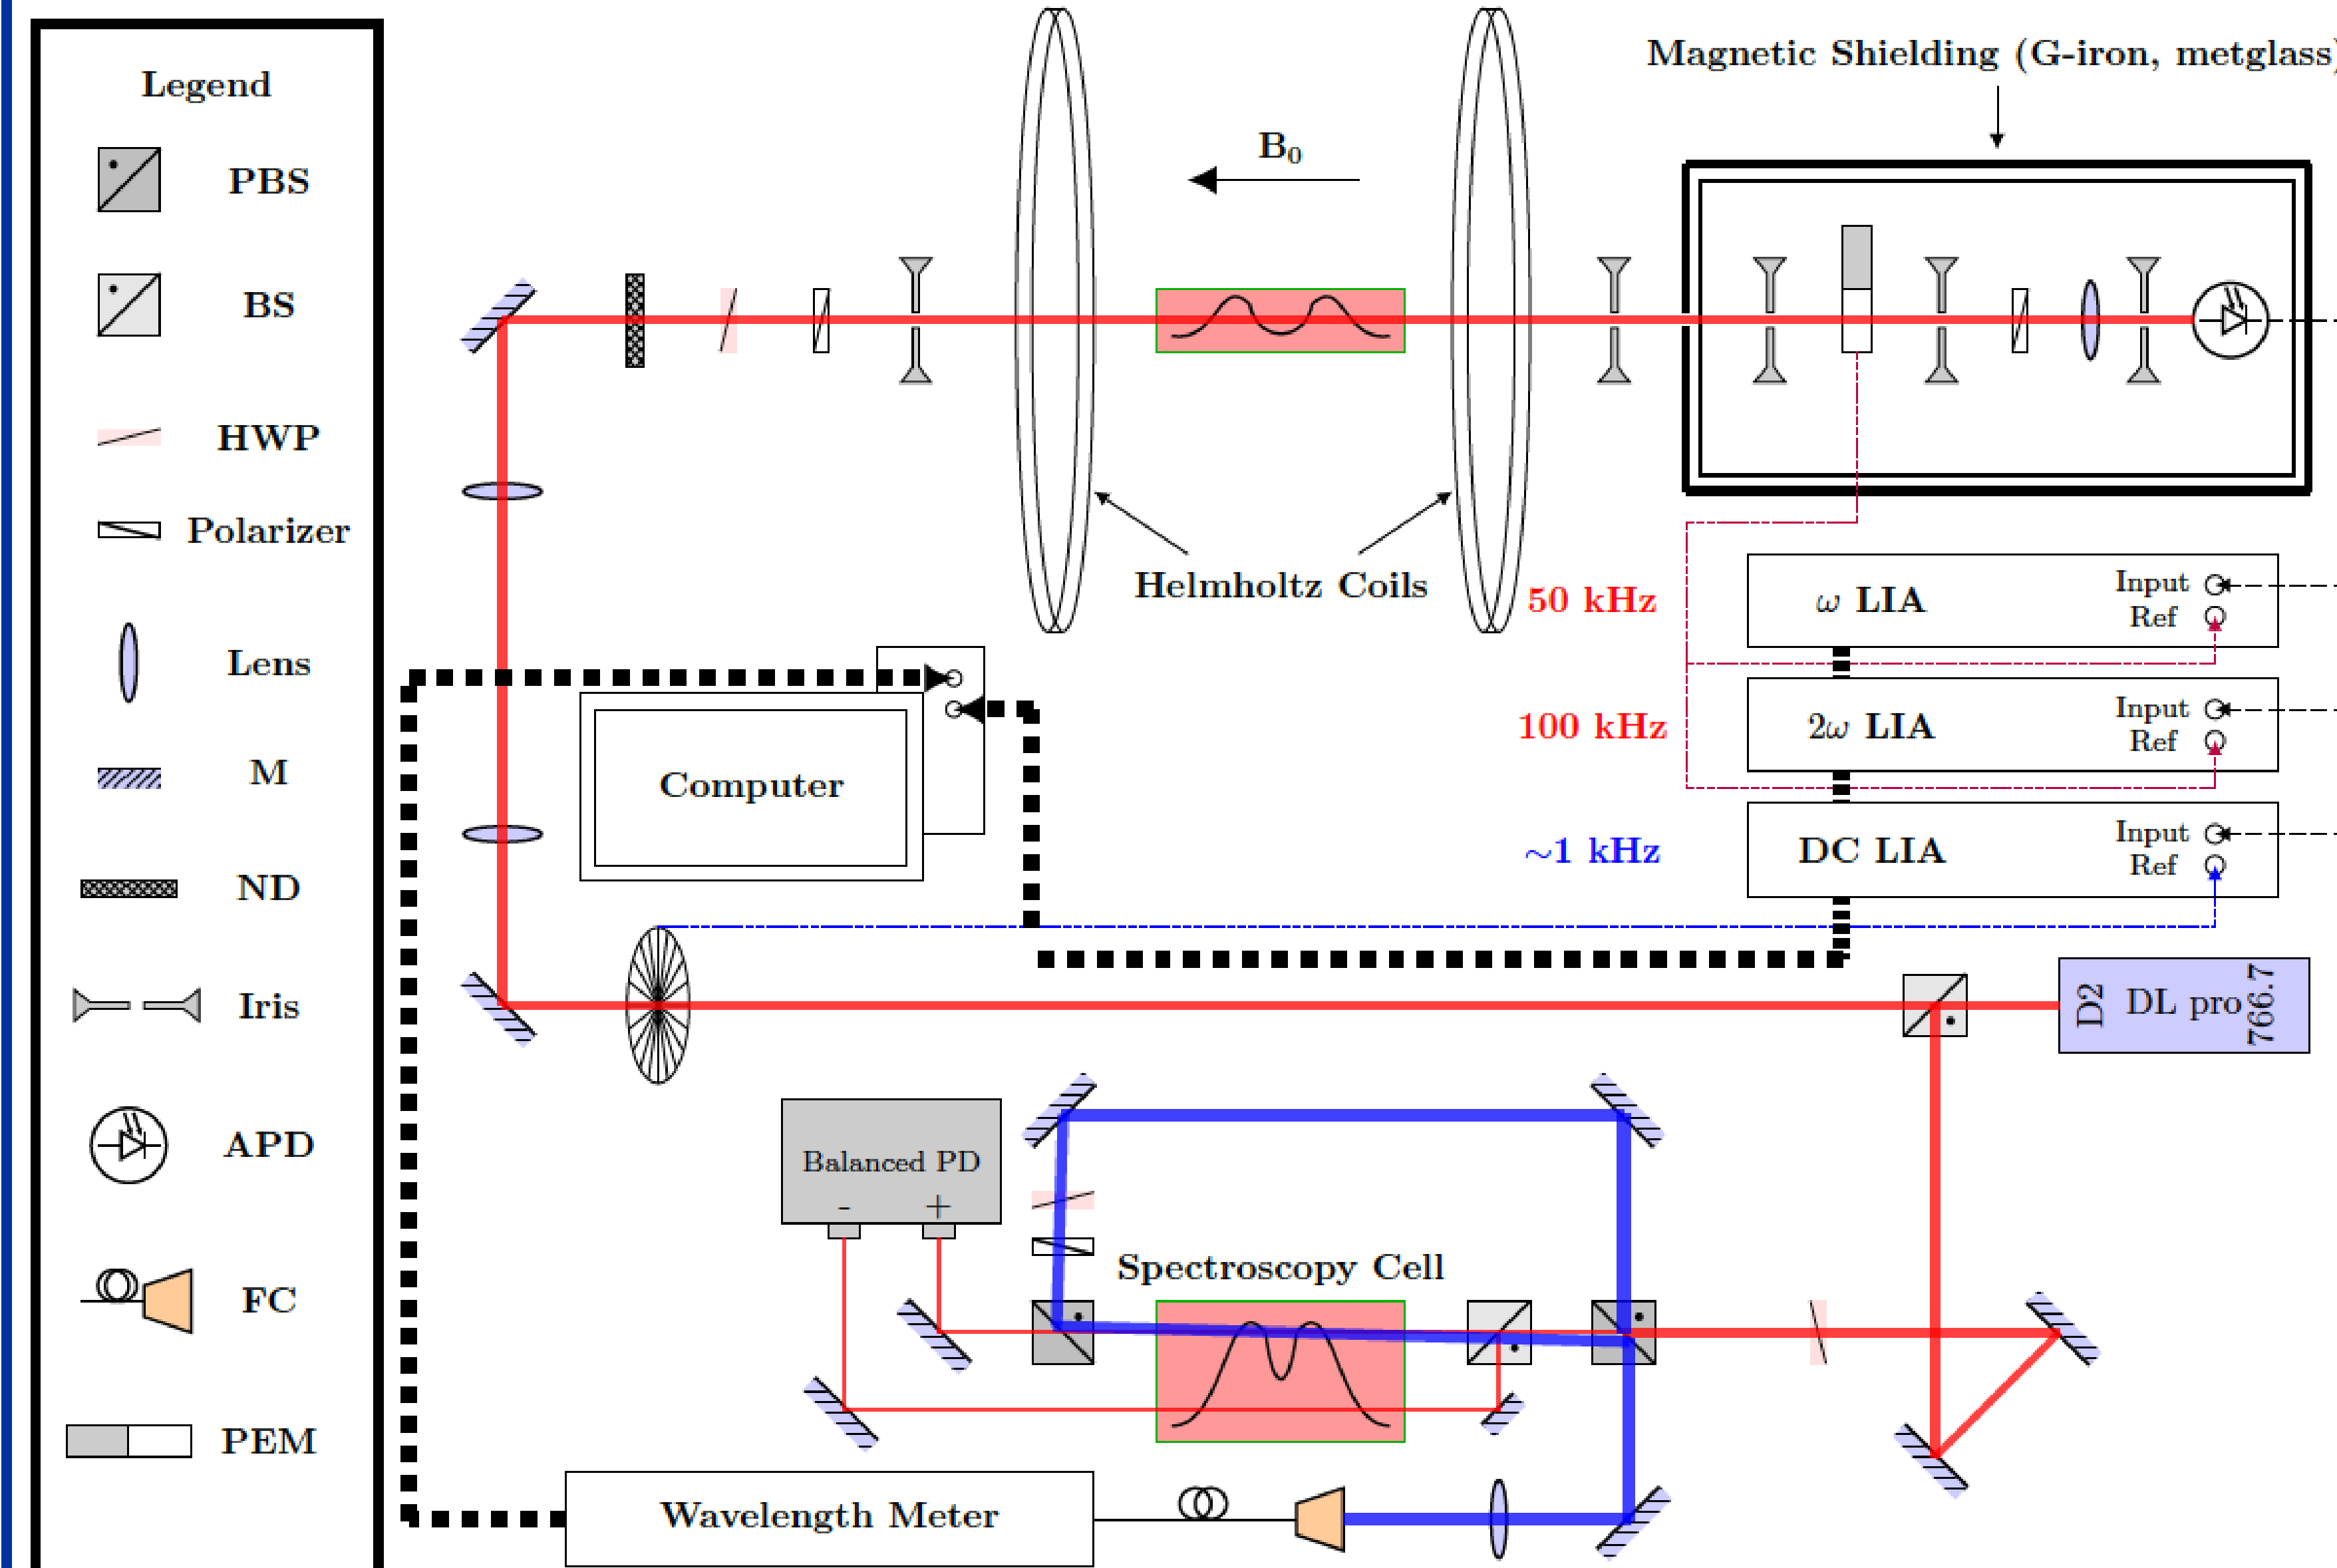 Legend
PBS
BS
HWP
Polarizer
Lens
M
ND
Iris
APD
FC
PEM
Magnetic Shielding (G-iron, metglass)
B₀
Helmholtz Coils
50 kHz
ω LIA
Input
Ref
100 kHz
2ω LIA
Input
Ref
~1 kHz
DC LIA
Input
Ref
Computer
D2
DL pro
766.7
Balanced PD
- +
Spectroscopy Cell
Wavelength Meter